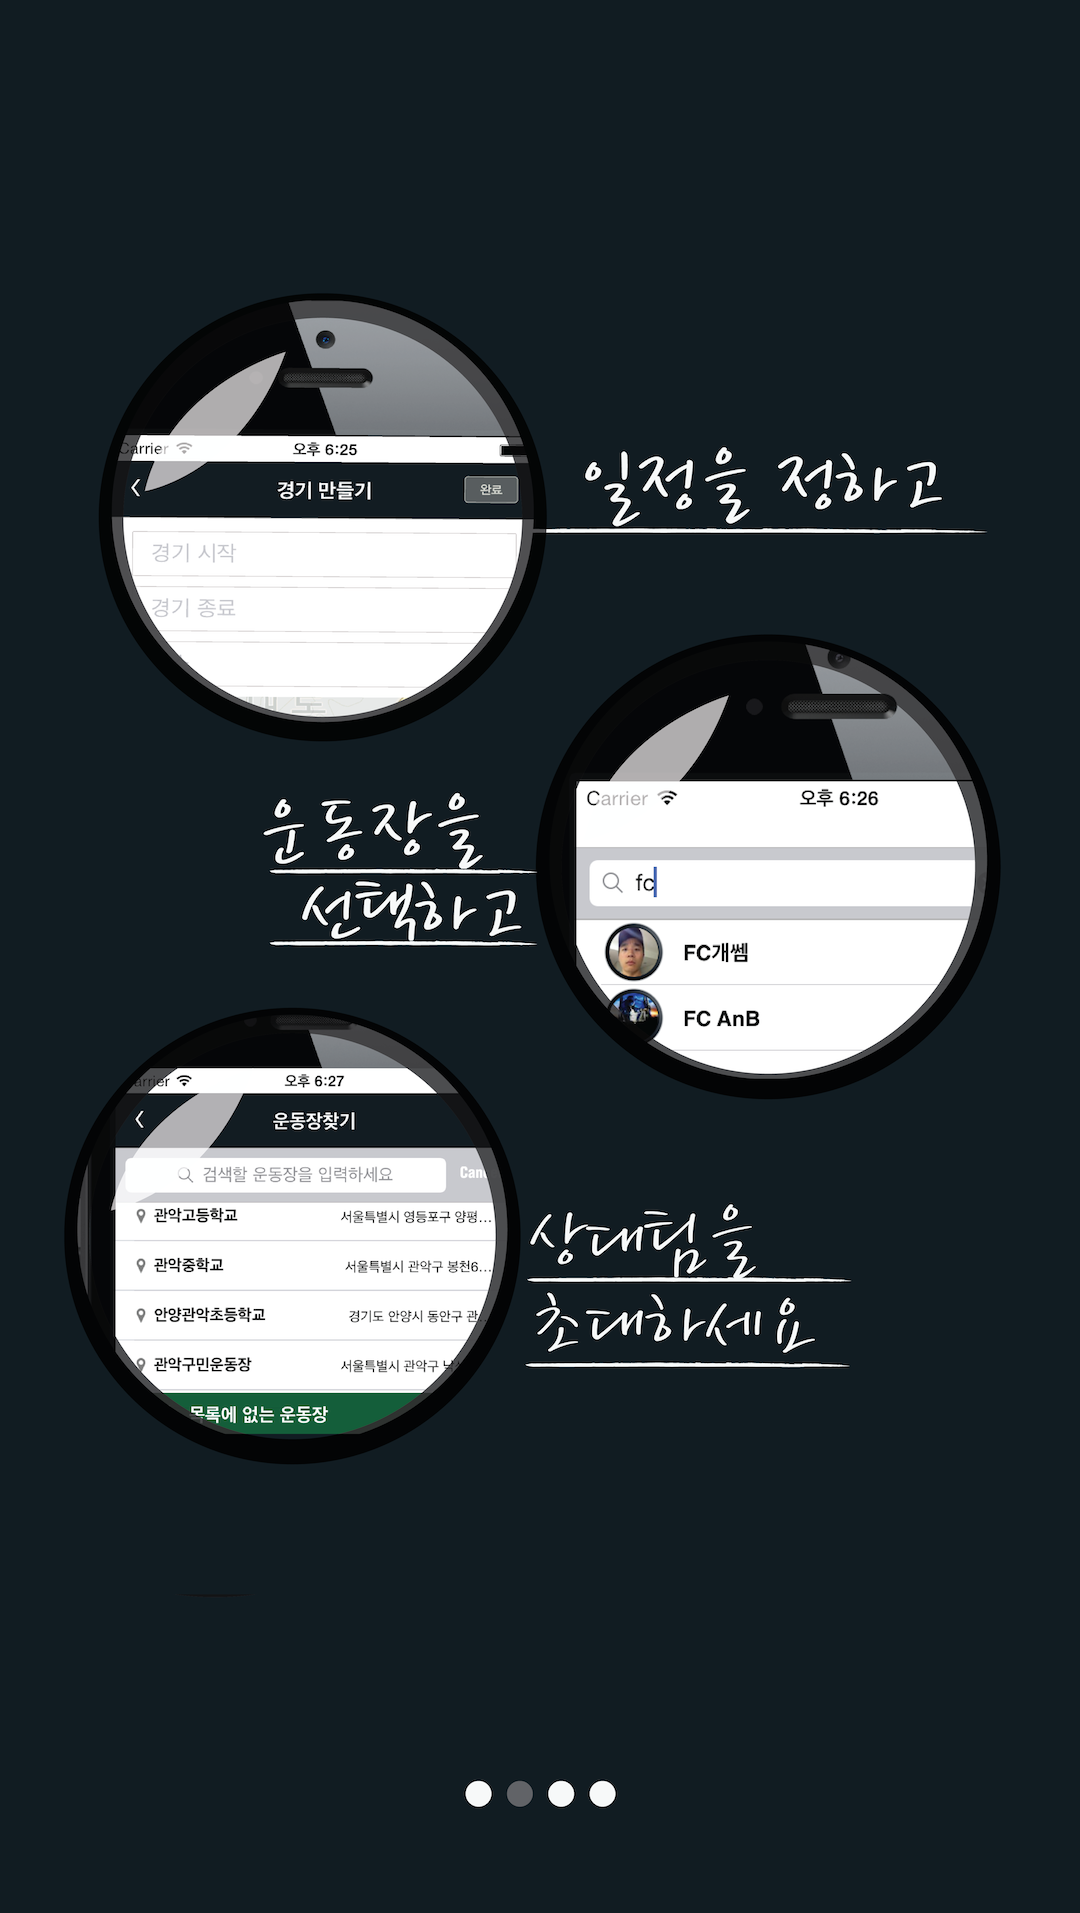 Carrier 오후 6:25
경기 만들기 완료
경기 시작
경기 종료
일정을 정하고
Carrier 오후 6:26
fc
FC개쎔
FC AnB
운동장을
선택하고
arrier 오후 6:27
운동장찾기
검색할 운동장을 입력하세요 Canc
관악고등학교 서울특별시 영등포구 양평...
관악중학교 서울특별시 관악구 봉천6...
안양관악초등학교 경기도 안양시 동안구 관
관악구민운동장 서울특별시 관악구
목록에 없는 운동장
상대팀을
초대하세요